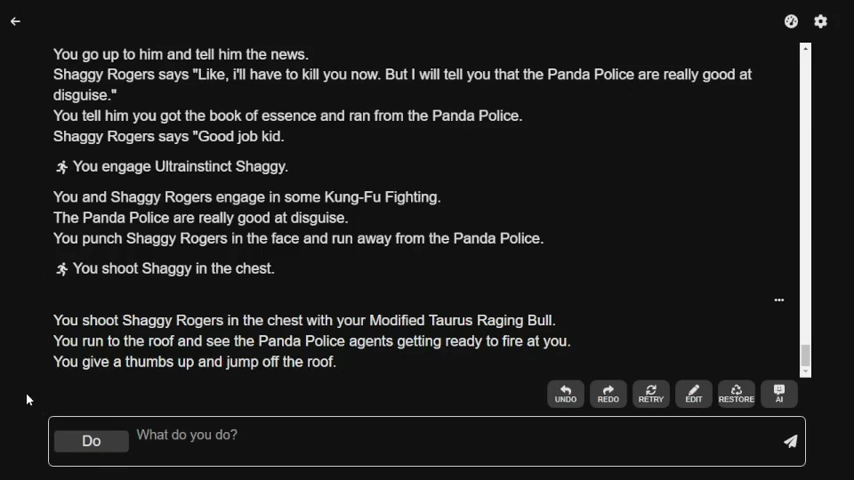 You go up to him and tell him the news.
Shaggy Rogers says "Like, i'll have to kill you now. But I will tell you that the Panda Police are really good at
disguise."
You tell him you got the book of essence and ran from the Panda Police.
Shaggy Rogers says "Good job kid.
You engage Ultrainstinct Shaggy.
You and Shaggy Rogers engage in some Kung-Fu Fighting.
The Panda Police are really good at disguise.
You punch Shaggy Rogers in the face and run away from the Panda Police.
You shoot Shaggy in the chest.
You shoot Shaggy Rogers in the chest with your Modified Taurus Raging Bull.
You run to the roof and see the Panda Police agents getting ready to fire at you.
You give a thumbs up and jump off the roof.
UNDO REDO RETRY EDIT RESTORE AI
Do What do you do?